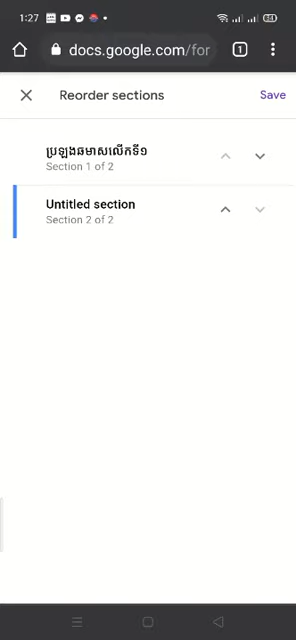 1:27
docs.google.com/for
1
Reorder sections
Save
ប្រឡងឆមាសលើកទី១
Section 1 of 2
Untitled section
Section 2 of 2